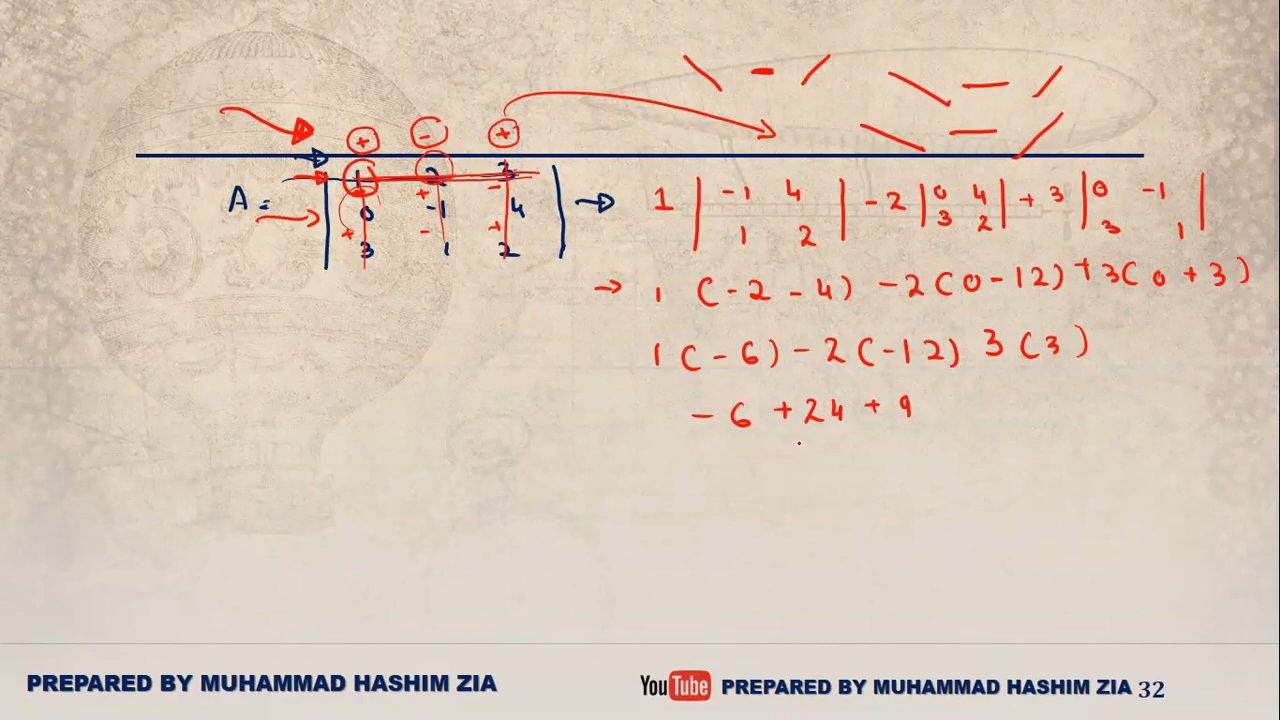 + - +
A = | 1 2 3 | → 1 | -1 4 | - 2 | 0 4 | + 3 | 0 -1 |
| 0 -1 4 | | 1 2 | | 3 2 | | 3 1 |
| 3 1 2 |
+ - +
→ 1 (-2 - 4) - 2(0 - 12) + 3(0 + 3)
1 (-6) - 2(-12) 3(3)
- 6 + 24 + 9
PREPARED BY MUHAMMAD HASHIM ZIA
YouTube PREPARED BY MUHAMMAD HASHIM ZIA 32